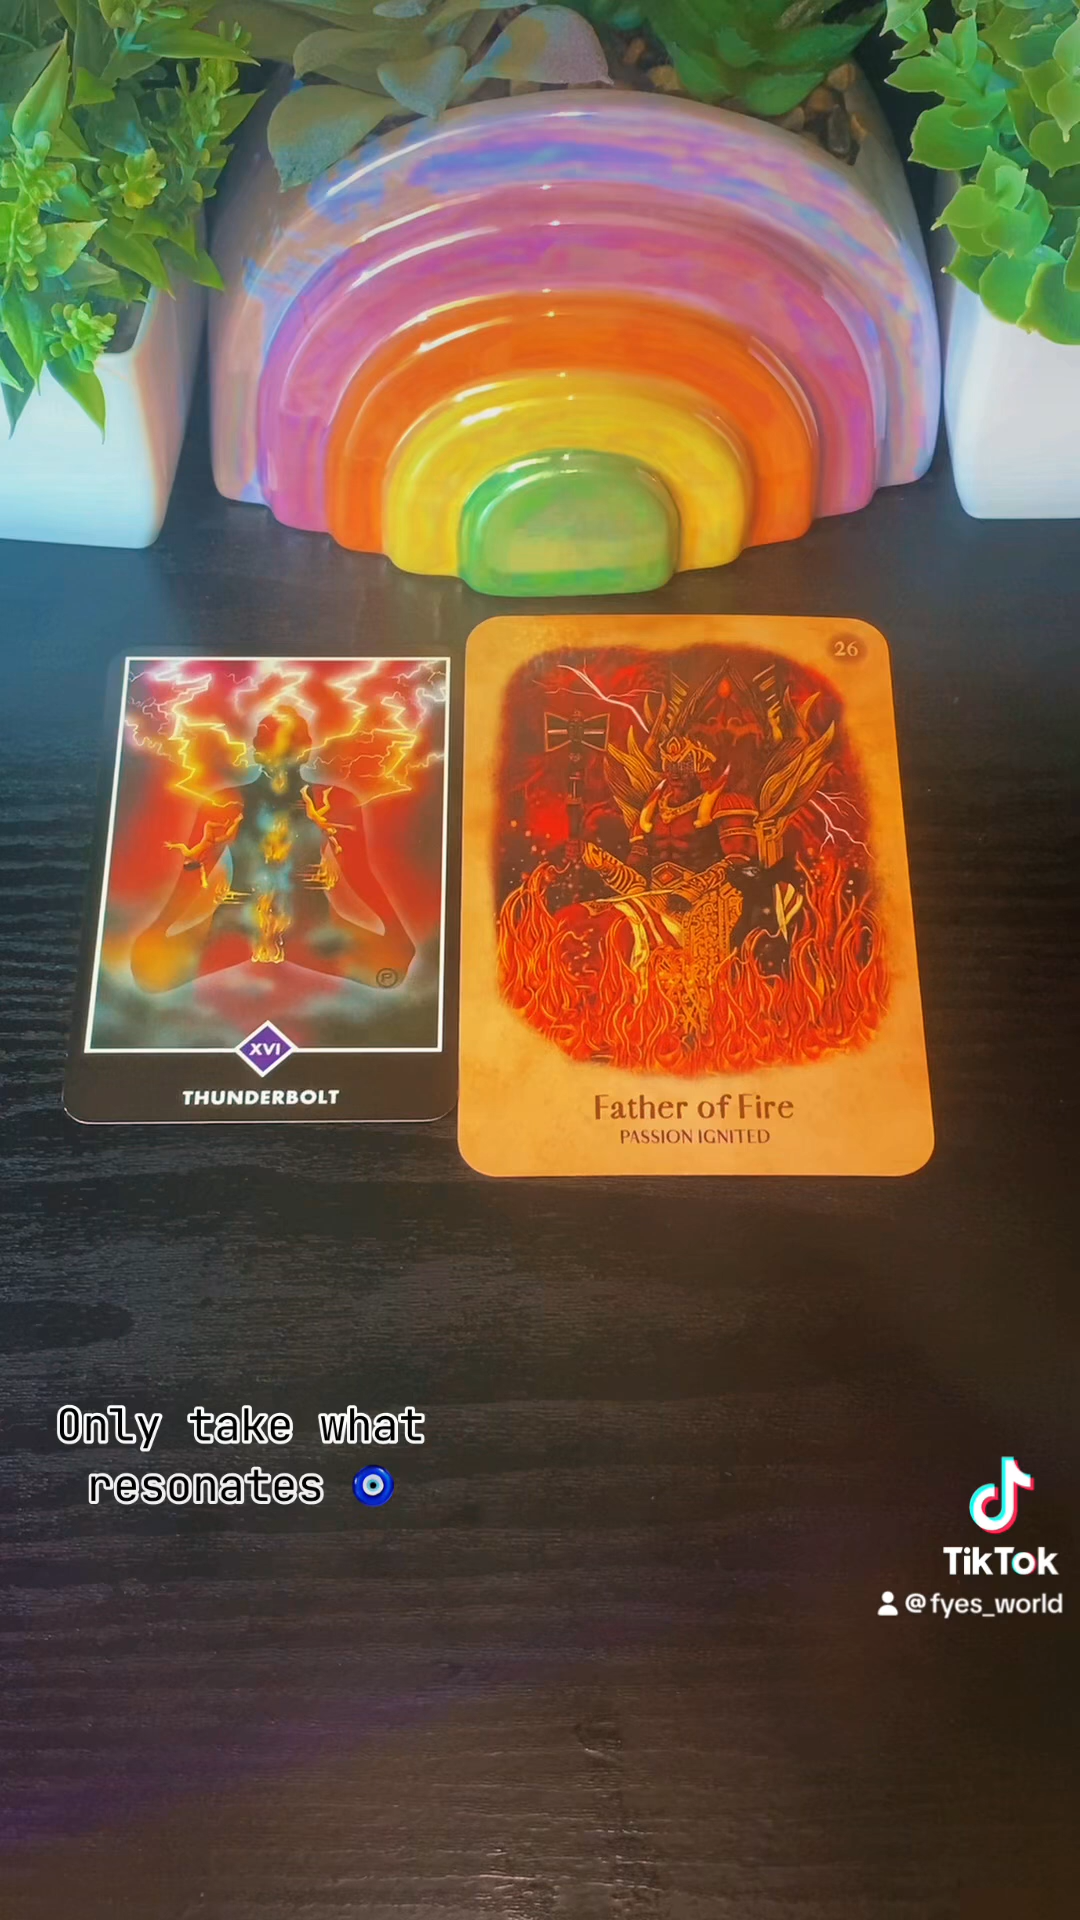 26
XVI
THUNDERBOLT
Father of Fire
PASSION IGNITED
Only take what
resonates 🧿
TikTok
@fyes_world